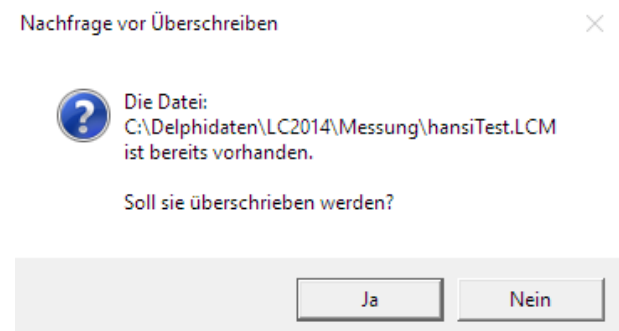 Nachfrage vor Überschreiben
Die Datei:
C:\Delphidaten\LC2014\Messung\hansiTest.LCM
ist bereits vorhanden.
Soll sie überschrieben werden?
Ja
Nein